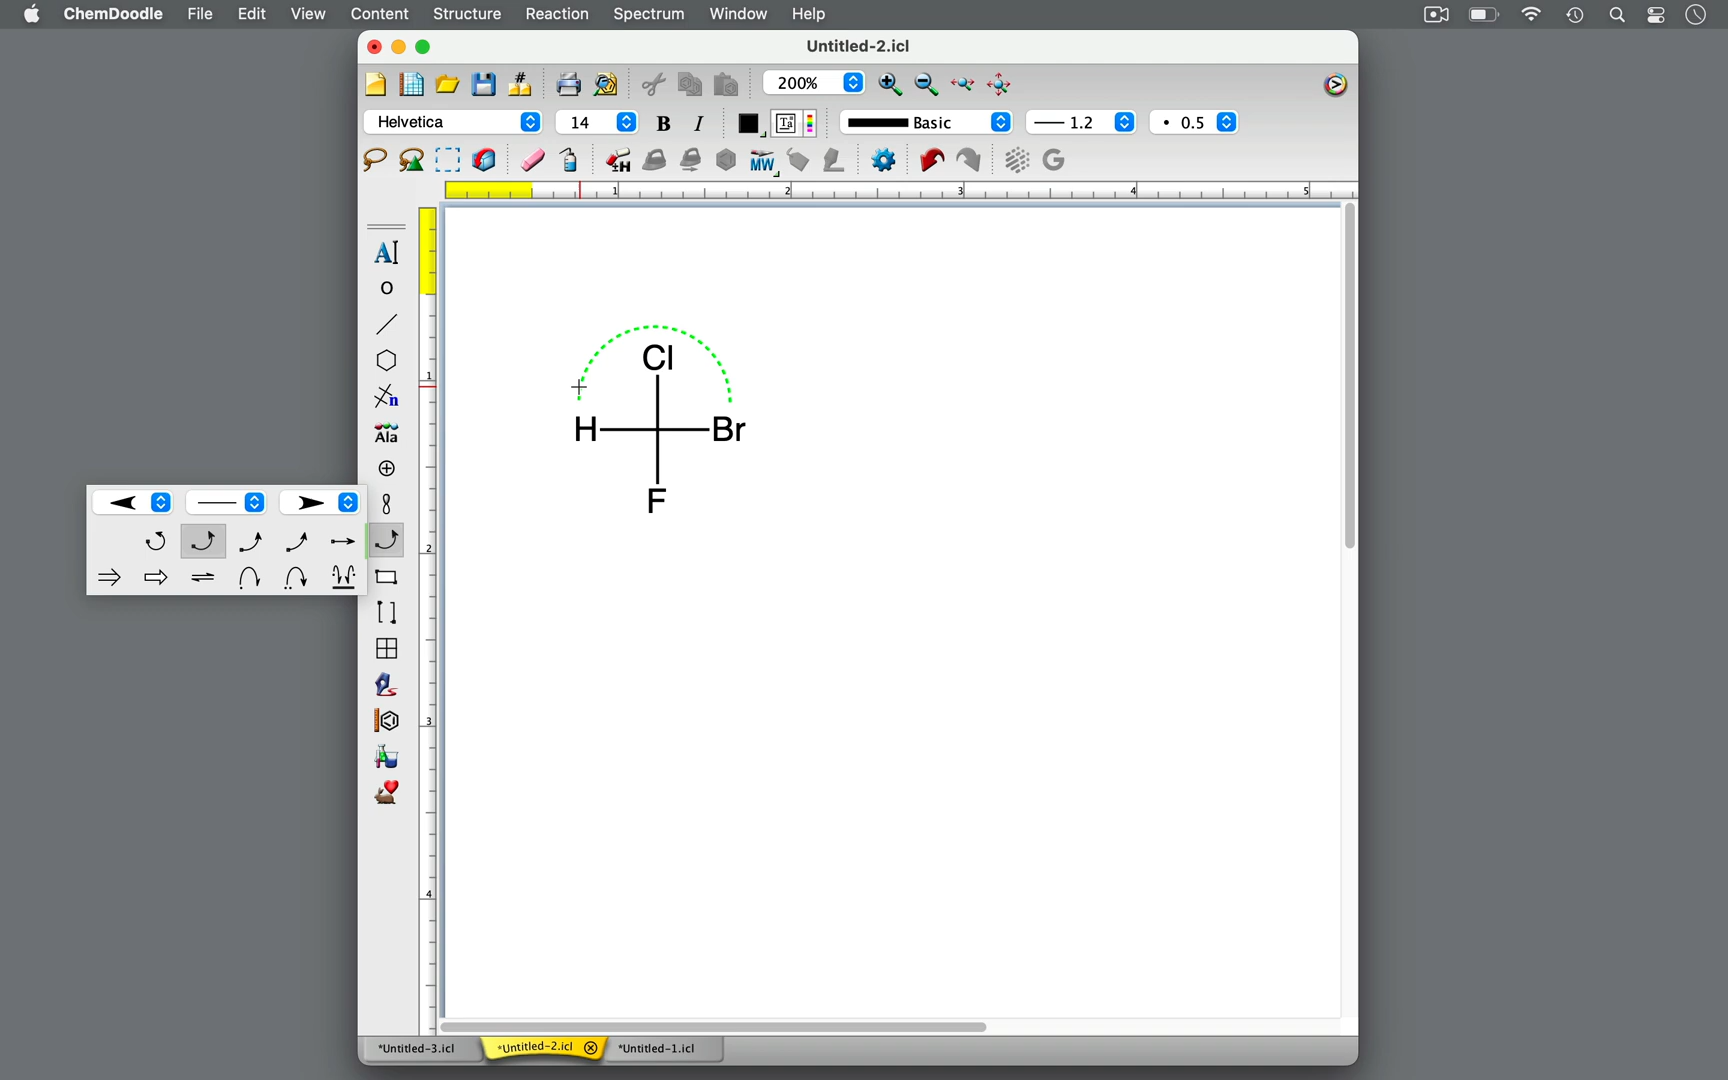 ChemDoodle File Edit View Content Structure Reaction Spectrum Window Help
Untitled-2.icl
200%
Helvetica 14 B I Basic 1.2 0.5
MW
1 2 3 4 5
A
O
n
Ala
1
2
3
4
Cl
H Br
F
*Untitled-3.icl *Untitled-2.icl *Untitled-1.icl